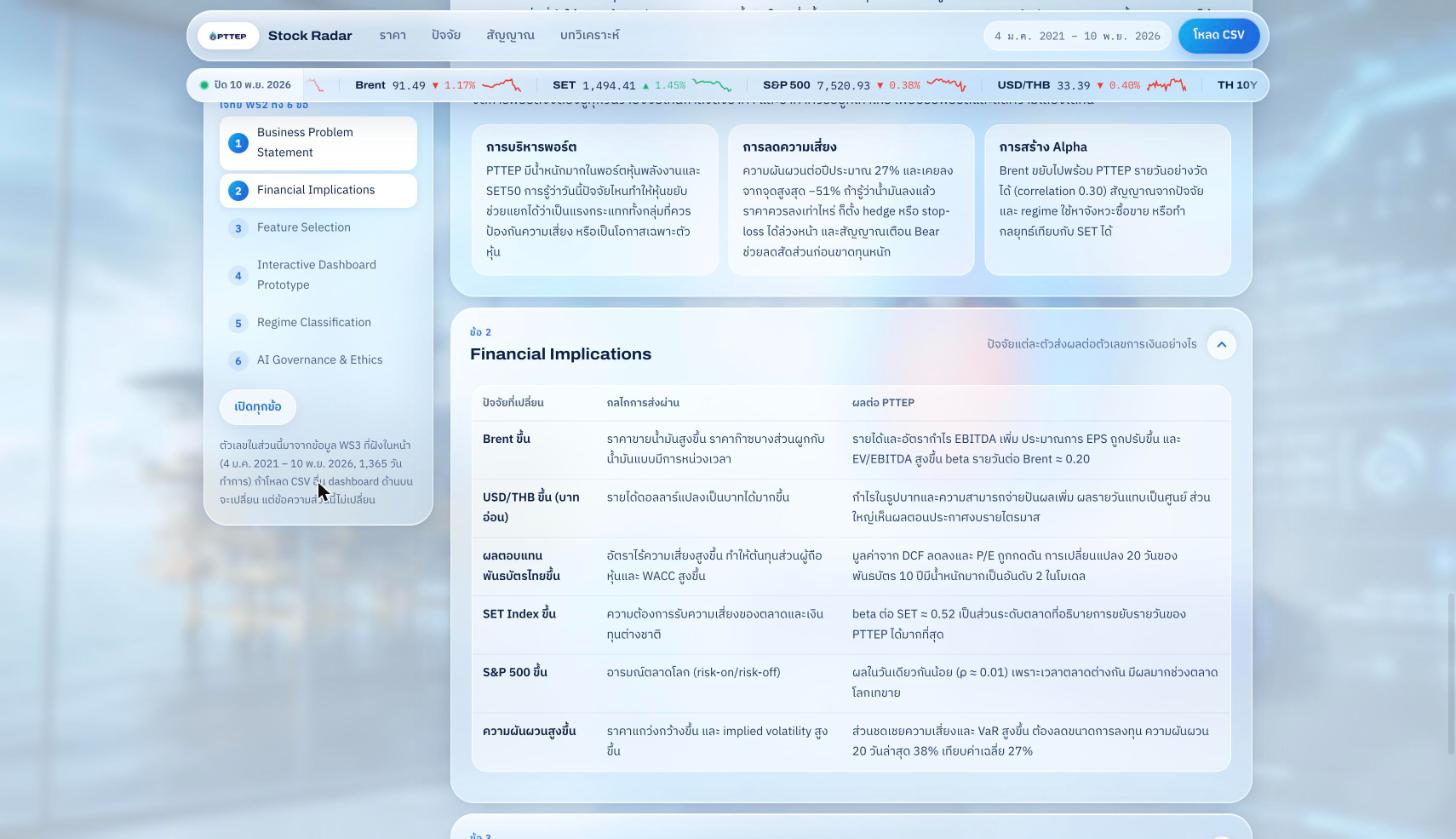 PTTEP
Stock Radar
ราคา
ปัจจัย
สัญญาณ
บทวิเคราะห์
4 ม.ค. 2021 – 10 พ.ย. 2026
โหลด CSV
ปิด 10 พ.ย. 2026
Brent 91.49 ▼ 1.17%
SET 1,494.41 ▲ 1.45%
S&P 500 7,520.93 ▼ 0.38%
USD/THB 33.39 ▼ 0.40%
TH 10Y
โจทย์ WS2 ทั้ง 6 ข้อ
1 Business Problem
Statement
2 Financial Implications
3 Feature Selection
4 Interactive Dashboard
Prototype
5 Regime Classification
6 AI Governance & Ethics
เปิดทุกข้อ
ตัวเลขในส่วนนี้มาจากข้อมูล WS3 ที่ฝังในหน้า
(4 ม.ค. 2021 – 10 พ.ย. 2026, 1,365 วัน
ทำการ) ถ้าโหลด CSV อื่น dashboard ด้านบน
จะเปลี่ยน แต่ข้อความส่วนนี้ไม่เปลี่ยน
การบริหารพอร์ต
PTTEP มีน้ำหนักมากในพอร์ตหุ้นพลังงานและ
SET50 การรู้ว่าวันนี้ปัจจัยไหนทำให้หุ้นขยับ
ช่วยแยกได้ว่าเป็นแรงกระแทกทั้งกลุ่มที่ควร
ป้องกันความเสี่ยง หรือเป็นโอกาสเฉพาะตัว
หุ้น
การลดความเสี่ยง
ความผันผวนต่อปีประมาณ 27% และเคยลง
จากจุดสูงสุด −51% ถ้ารู้ว่าน้ำมันลงแล้ว
ราคาควรลงเท่าไหร่ ก็ตั้ง hedge หรือ stop-
loss ได้ล่วงหน้า และสัญญาณเตือน Bear
ช่วยลดสัดส่วนก่อนขาดทุนหนัก
การสร้าง Alpha
Brent ขยับไปพร้อม PTTEP รายวันอย่างวัด
ได้ (correlation 0.30) สัญญาณจากปัจจัย
และ regime ใช้หาจังหวะซื้อขาย หรือทำ
กลยุทธ์เทียบกับ SET ได้
ข้อ 2
Financial Implications
ปัจจัยแต่ละตัวส่งผลต่อตัวเลขการเงินอย่างไร
ปัจจัยที่เปลี่ยน
กลไกการส่งผ่าน
ผลต่อ PTTEP
Brent ขึ้น
ราคาขายน้ำมันสูงขึ้น ราคาก๊าซบางส่วนผูกกับ
น้ำมันแบบมีการหน่วงเวลา
รายได้และอัตรากำไร EBITDA เพิ่ม ประมาณการ EPS ถูกปรับขึ้น และ
EV/EBITDA สูงขึ้น beta รายวันต่อ Brent ≈ 0.20
USD/THB ขึ้น (บาท
อ่อน)
รายได้ดอลลาร์แปลงเป็นบาทได้มากขึ้น
กำไรในรูปบาทและความสามารถจ่ายปันผลเพิ่ม ผลรายวันแทบเป็นศูนย์ ส่วน
ใหญ่เห็นผลตอนประกาศงบรายไตรมาส
ผลตอบแทน
พันธบัตรไทยขึ้น
อัตราไร้ความเสี่ยงสูงขึ้น ทำให้ต้นทุนส่วนผู้ถือ
หุ้นและ WACC สูงขึ้น
มูลค่าจาก DCF ลดลงและ P/E ถูกกดดัน การเปลี่ยนแปลง 20 วันของ
พันธบัตร 10 ปีมีน้ำหนักมากเป็นอันดับ 2 ในโมเดล
SET Index ขึ้น
ความต้องการรับความเสี่ยงของตลาดและเงิน
ทุนต่างชาติ
beta ต่อ SET ≈ 0.52 เป็นส่วนระดับตลาดที่อธิบายการขยับรายวันของ
PTTEP ได้มากที่สุด
S&P 500 ขึ้น
อารมณ์ตลาดโลก (risk-on/risk-off)
ผลในวันเดียวกันน้อย (ρ ≈ 0.01) เพราะเวลาตลาดต่างกัน มีผลมากช่วงตลาด
โลกเทขาย
ความผันผวนสูงขึ้น
ราคาแกว่งกว้างขึ้น และ implied volatility สูง
ขึ้น
ส่วนชดเชยความเสี่ยงและ VaR สูงขึ้น ต้องลดขนาดการลงทุน ความผันผวน
20 วันล่าสุด 38% เทียบค่าเฉลี่ย 27%